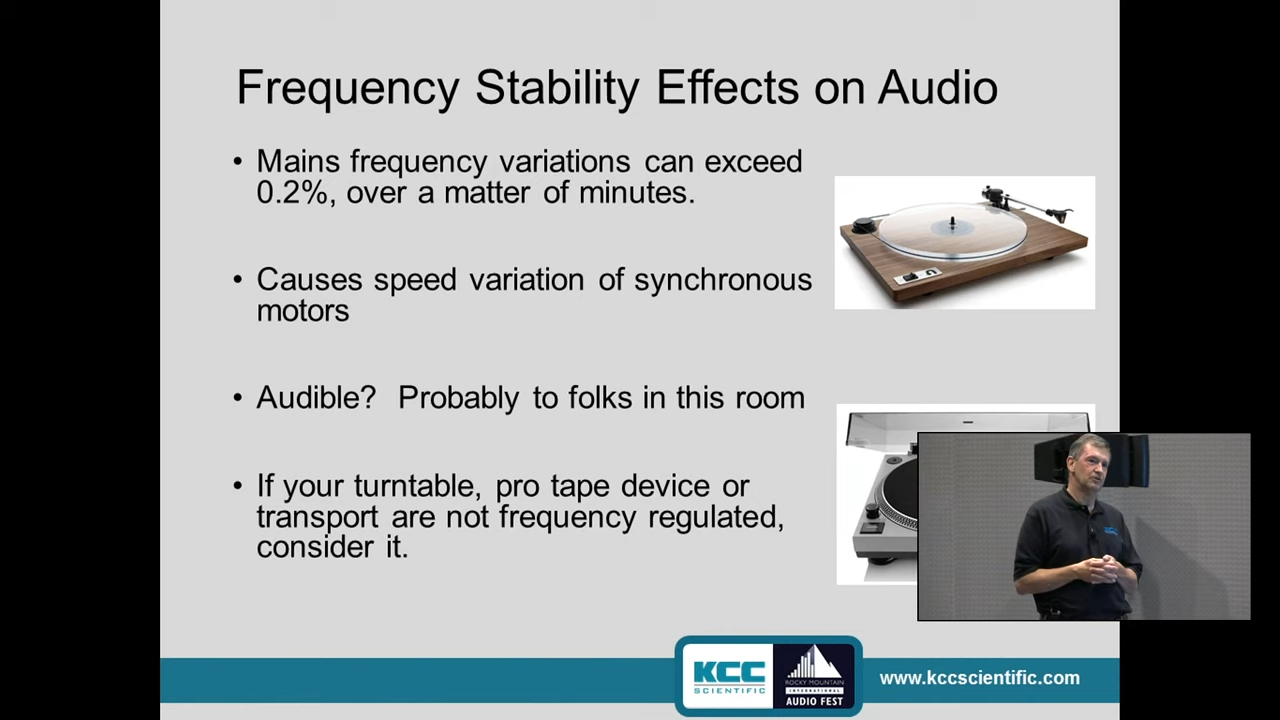 Frequency Stability Effects on Audio
• Mains frequency variations can exceed
0.2%, over a matter of minutes.
• Causes speed variation of synchronous
motors
• Audible?  Probably to folks in this room
• If your turntable, pro tape device or
transport are not frequency regulated,
consider it.
KCC
SCIENTIFIC
ROCKY MOUNTAIN
INTERNATIONAL
AUDIO FEST
www.kccscientific.com